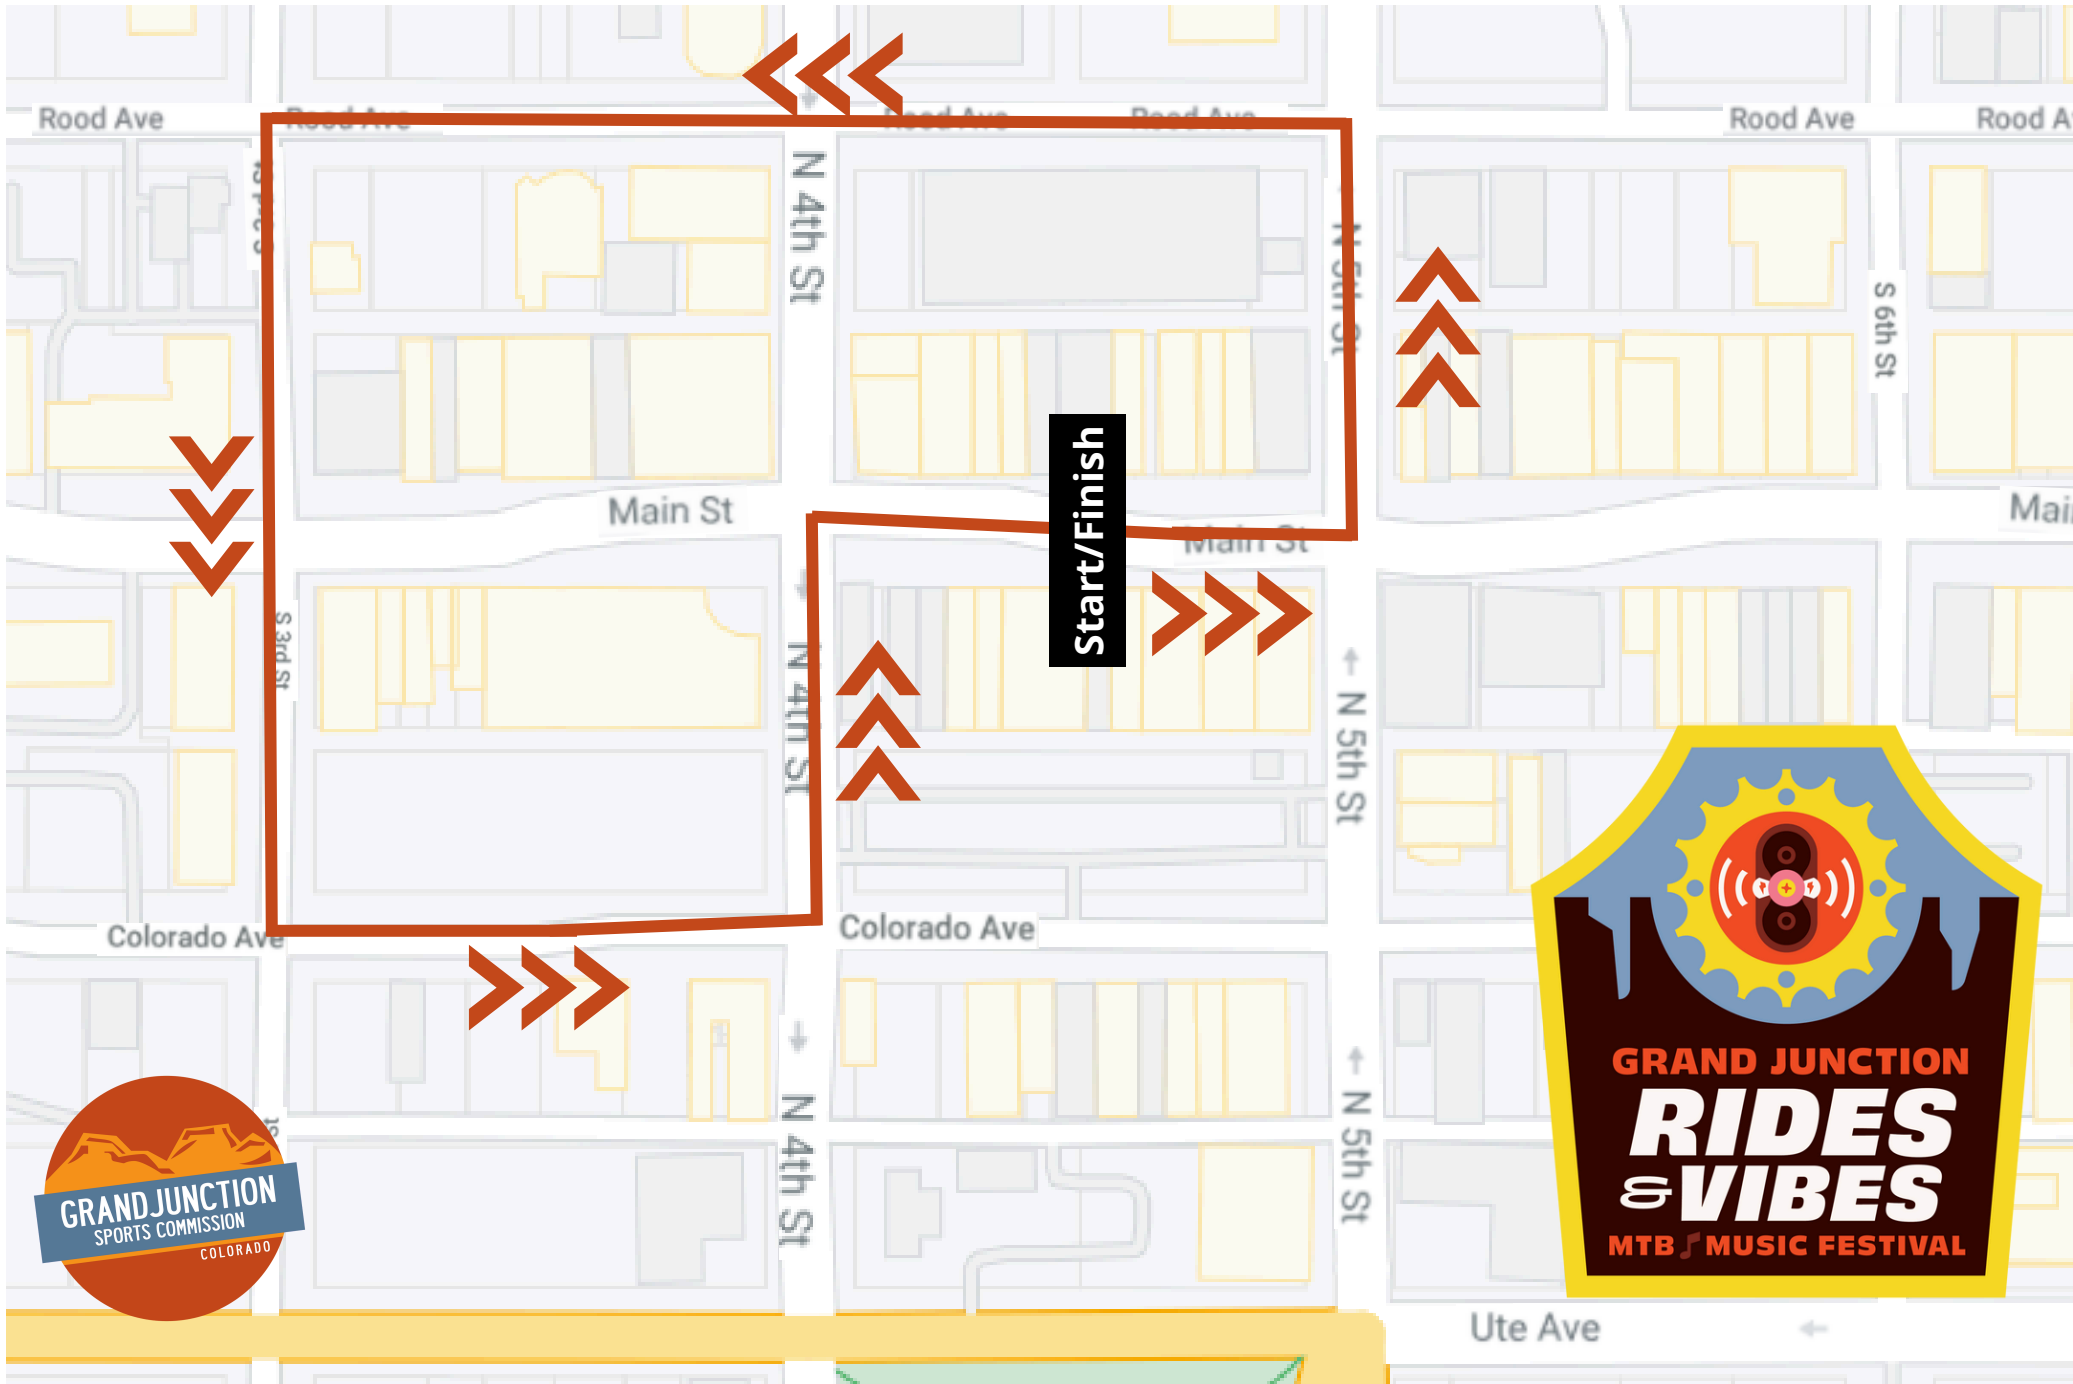 Rood Ave
Rood Ave
Rood Ave
Rood Ave
Rood Ave
Rood A
N 4th St
N 5th St
S 6th St
Main St
Main St
Mai
Start/Finish
S 3rd St
N 4th St
N 5th St
Colorado Ave
Colorado Ave
N 4th St
N 5th St
Ute Ave
GRAND JUNCTION
SPORTS COMMISSION
COLORADO
GRAND JUNCTION
RIDES
& VIBES
MTB MUSIC FESTIVAL